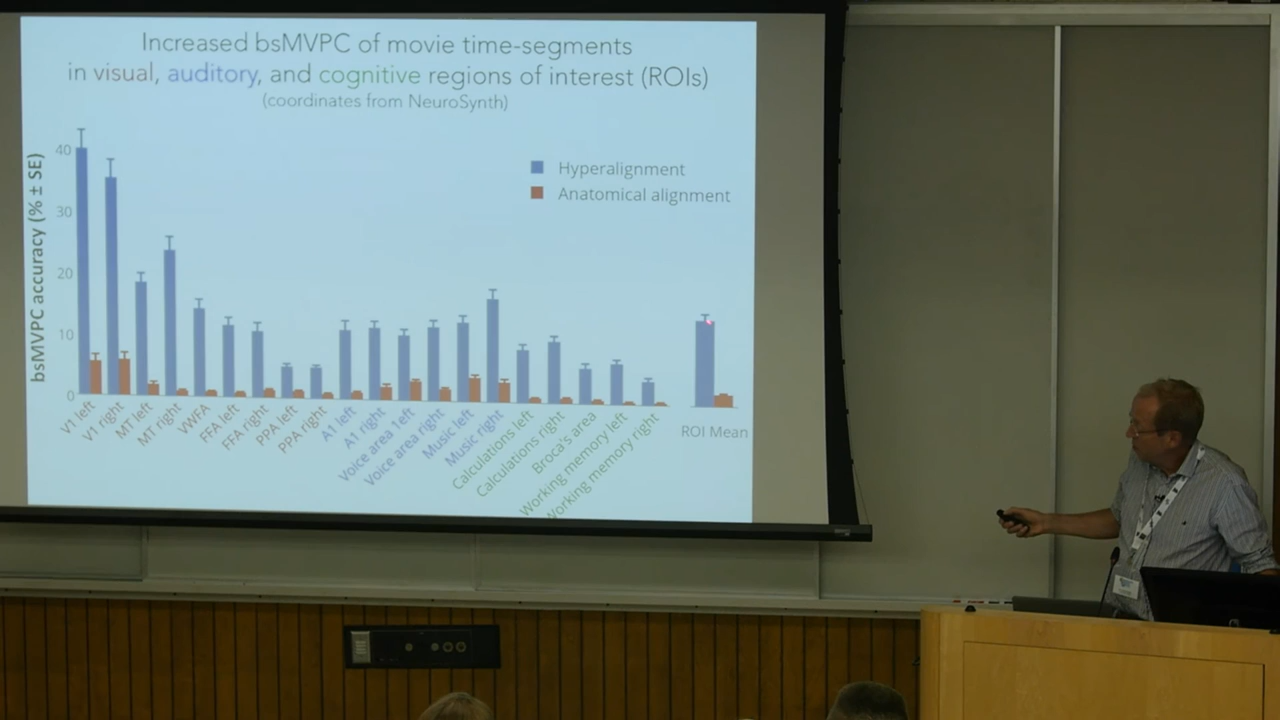 Increased bsMVPC of movie time-segments
in visual, auditory, and cognitive regions of interest (ROIs)
(coordinates from NeuroSynth)
bsMVPC accuracy (% ± SE)
40
30
20
10
0
Hyperalignment
Anatomical alignment
V1 left
V1 right
MT left
MT right
VWFA
FFA left
FFA right
PPA left
PPA right
A1 left
A1 right
Voice area left
Voice area right
Music left
Music right
Calculations left
Calculations right
Broca's area
Working memory left
Working memory right
ROI Mean